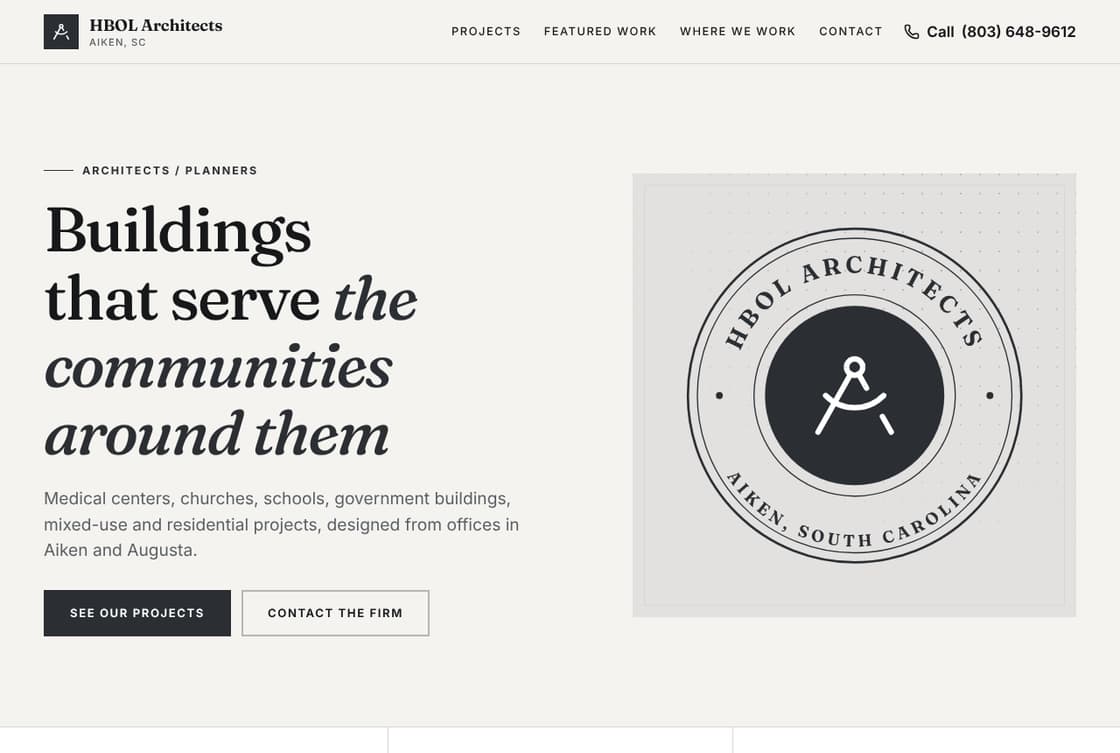 HBOL Architects
AIKEN, SC
PROJECTS
FEATURED WORK
WHERE WE WORK
CONTACT
Call (803) 648-9612
ARCHITECTS / PLANNERS
Buildings
that serve the
communities
around them
Medical centers, churches, schools, government buildings,
mixed-use and residential projects, designed from offices in
Aiken and Augusta.
SEE OUR PROJECTS
CONTACT THE FIRM
HBOL ARCHITECTS
AIKEN, SOUTH CAROLINA